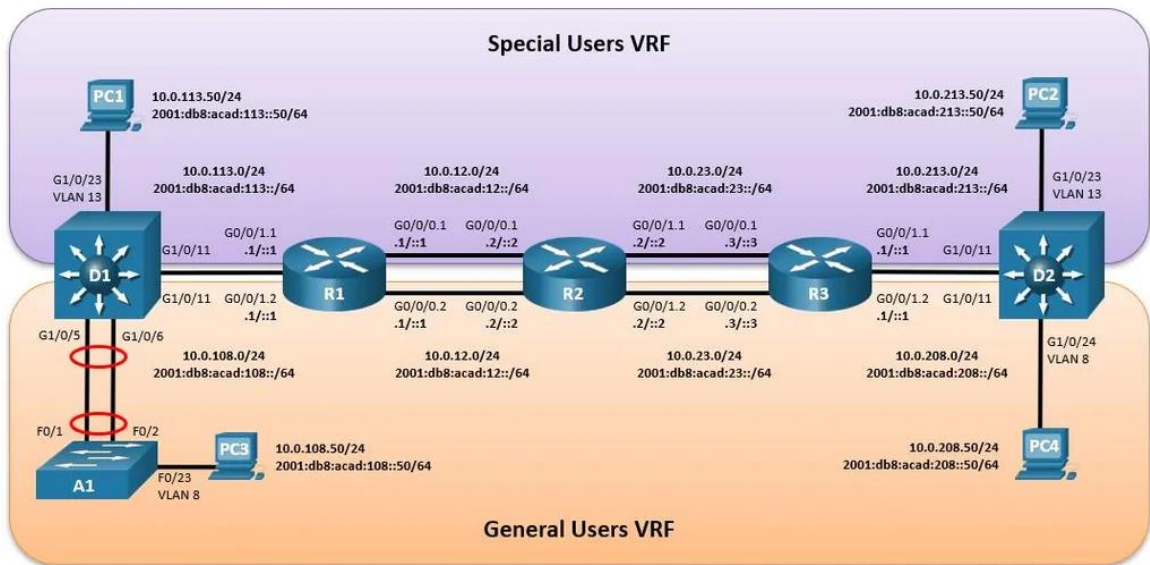 Special Users VRF
PC1
10.0.113.50/24
2001:db8:acad:113::50/64
10.0.213.50/24
2001:db8:acad:213::50/64
PC2
G1/0/23
VLAN 13
10.0.113.0/24
2001:db8:acad:113::/64
10.0.12.0/24
2001:db8:acad:12::/64
10.0.23.0/24
2001:db8:acad:23::/64
10.0.213.0/24
2001:db8:acad:213::/64
G1/0/23
VLAN 13
D1
G1/0/11
G0/0/1.1
.1/::1
R1
G0/0/0.1
.1/::1
G0/0/0.1
.2/::2
R2
G0/0/1.1
.2/::2
G0/0/0.1
.3/::3
R3
G0/0/1.1
.1/::1
G1/0/11
D2
G1/0/11
G0/0/1.2
.1/::1
G0/0/0.2
.1/::1
G0/0/0.2
.2/::2
G0/0/1.2
.2/::2
G0/0/0.2
.3/::3
G0/0/1.2
.1/::1
G1/0/11
G1/0/5
G1/0/6
10.0.108.0/24
2001:db8:acad:108::/64
10.0.12.0/24
2001:db8:acad:12::/64
10.0.23.0/24
2001:db8:acad:23::/64
10.0.208.0/24
2001:db8:acad:208::/64
G1/0/24
VLAN 8
F0/1
F0/2
A1
F0/23
VLAN 8
PC3
10.0.108.50/24
2001:db8:acad:108::50/64
10.0.208.50/24
2001:db8:acad:208::50/64
PC4
General Users VRF